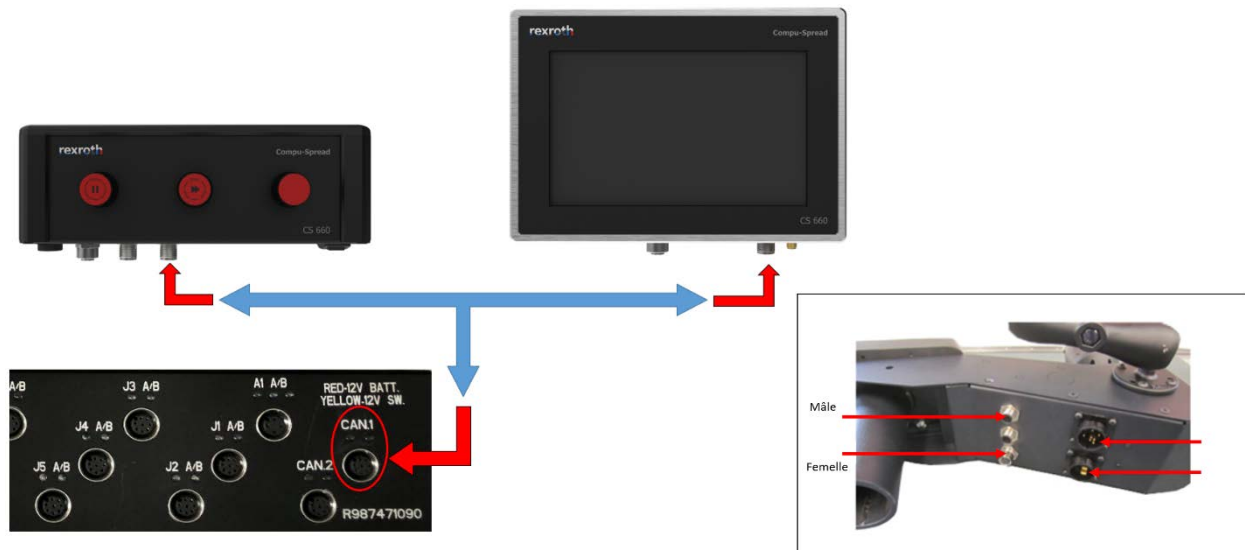 rexroth
Compu-Spread
CS 660
rexroth
Compu-Spread
CS 660
A/B
J3 A/B
A1 A/B
RED-12V BATT.
YELLOW-12V SW.
CAN.1
J4 A/B
J1 A/B
CAN.2
J5 A/B
J2 A/B
R987471090
Mâle
Femelle